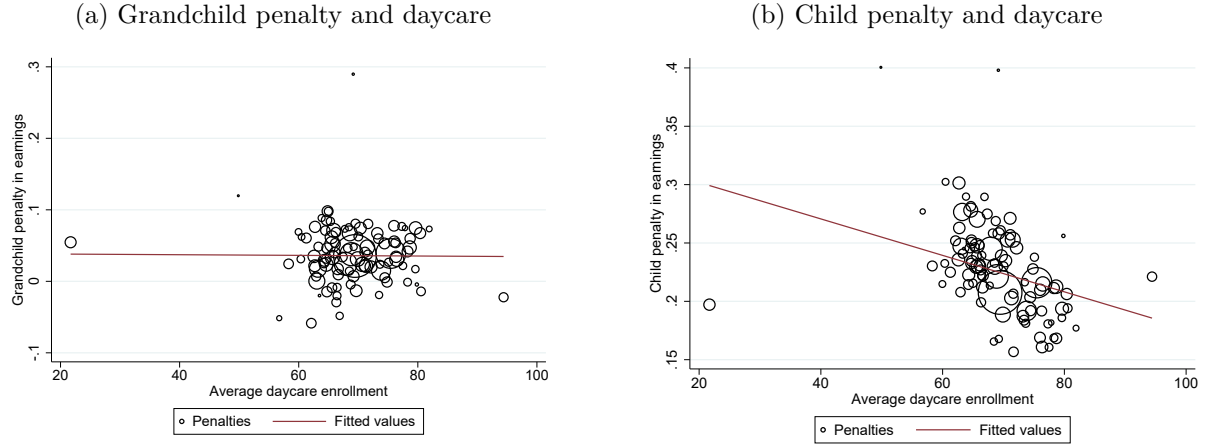 (a) Grandchild penalty and daycare
Grandchild penalty in earnings
.3
.2
.1
0
-.1
20 40 60 80 100
Average daycare enrollment
Penalties Fitted values
(b) Child penalty and daycare
Child penalty in earnings
.4
.35
.3
.25
.2
.15
20 40 60 80 100
Average daycare enrollment
Penalties Fitted values